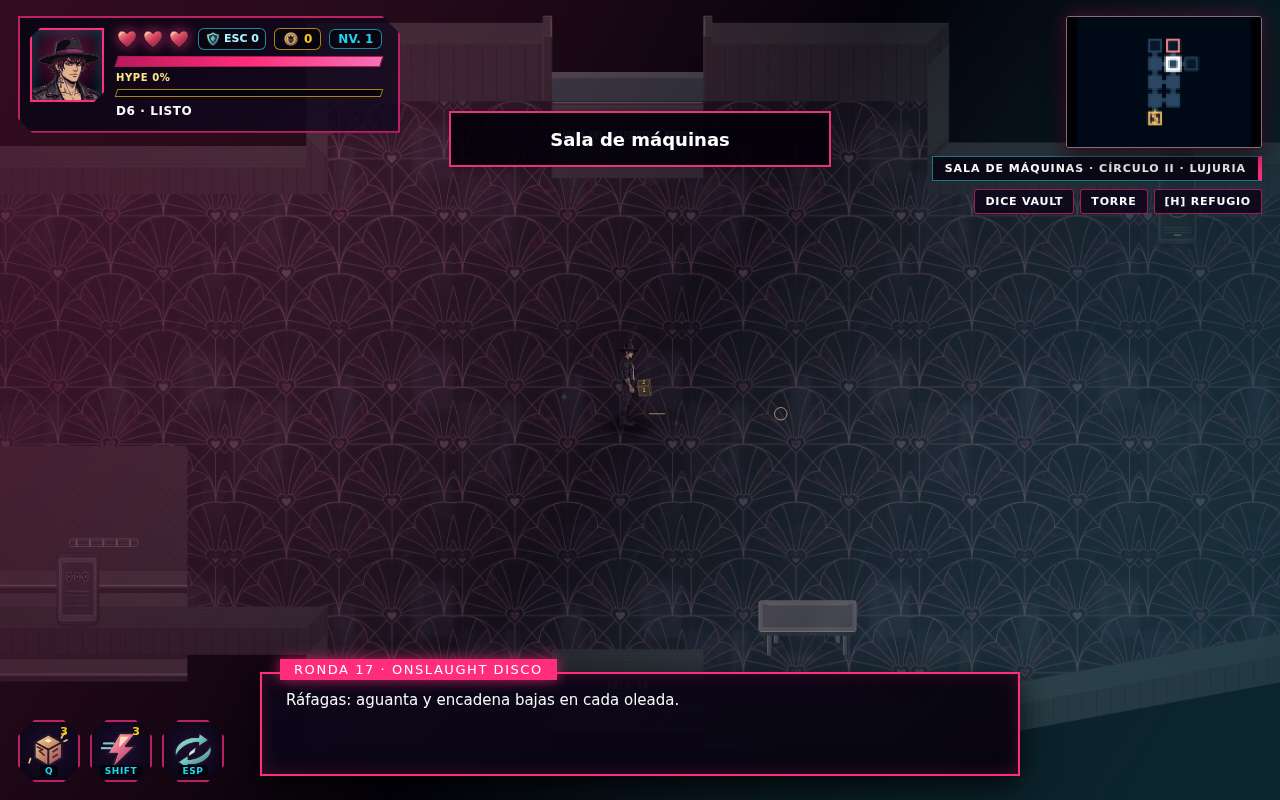 ESC 0
0
NV. 1
HYPE 0%
D6 · LISTO
Sala de máquinas
SALA DE MÁQUINAS · CÍRCULO II · LUJURIA
DICE VAULT
TORRE
[H] REFUGIO
RONDA 17 · ONSLAUGHT DISCO
Ráfagas: aguanta y encadena bajas en cada oleada.
3
Q
3
SHIFT
ESP